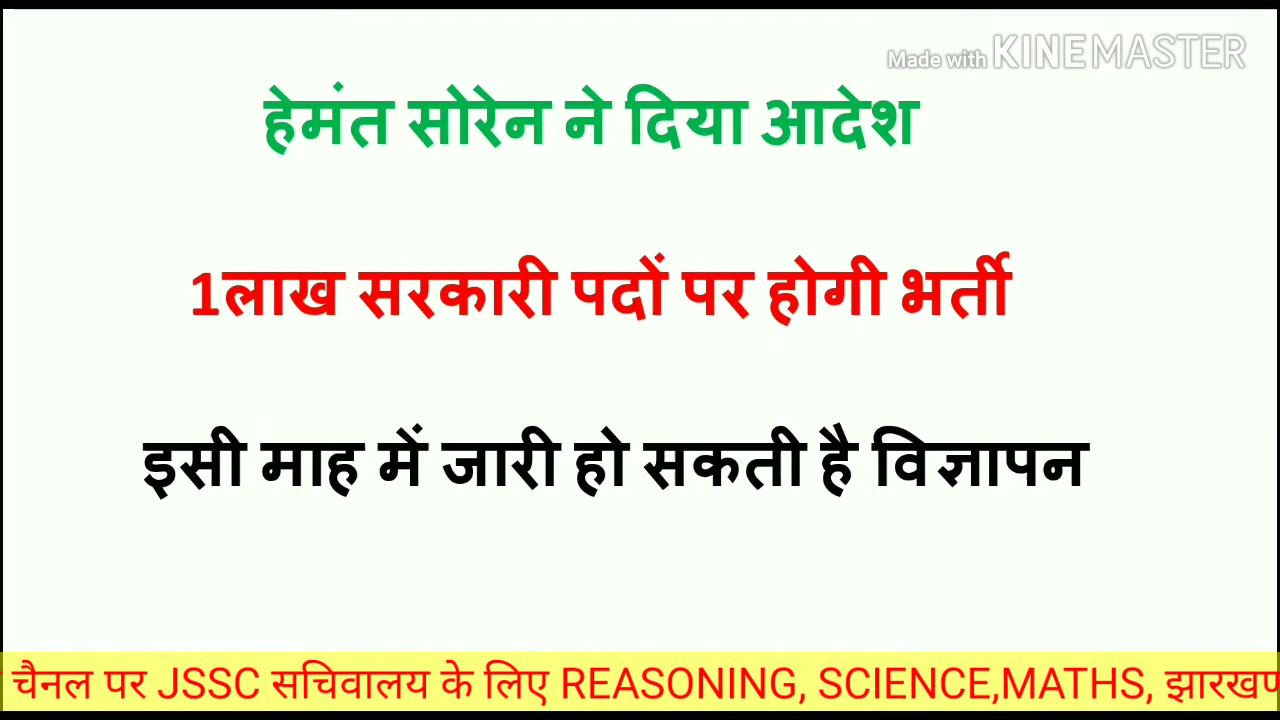 Made with KINEMASTER
हेमंत सोरेन ने दिया आदेश
1लाख सरकारी पदों पर होगी भर्ती
इसी माह में जारी हो सकती है विज्ञापन
चैनल पर JSSC सचिवालय के लिए REASONING, SCIENCE,MATHS,